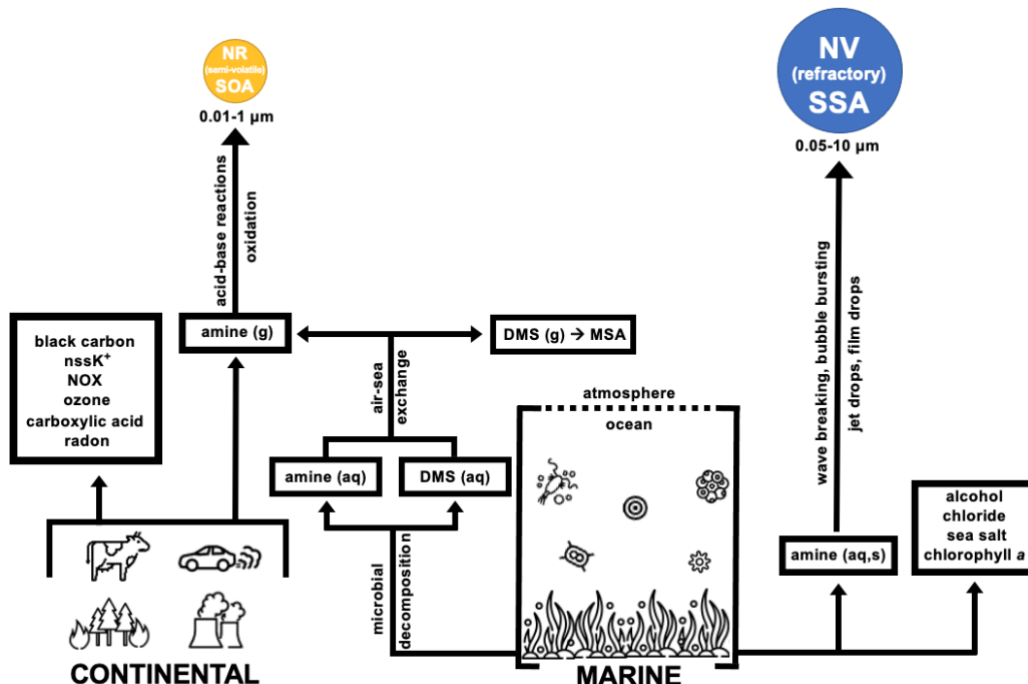 NR
(semi-volatile)
SOA
0.01-1 µm
NV
(refractory)
SSA
0.05-10 µm
acid-base reactions
oxidation
wave breaking, bubble bursting
jet drops, film drops
black carbon
nssK⁺
NOX
ozone
carboxylic acid
radon
amine (g)
DMS (g) → MSA
air-sea
exchange
atmosphere
ocean
amine (aq)
DMS (aq)
microbial
decomposition
amine (aq,s)
alcohol
chloride
sea salt
chlorophyll a
CONTINENTAL
MARINE